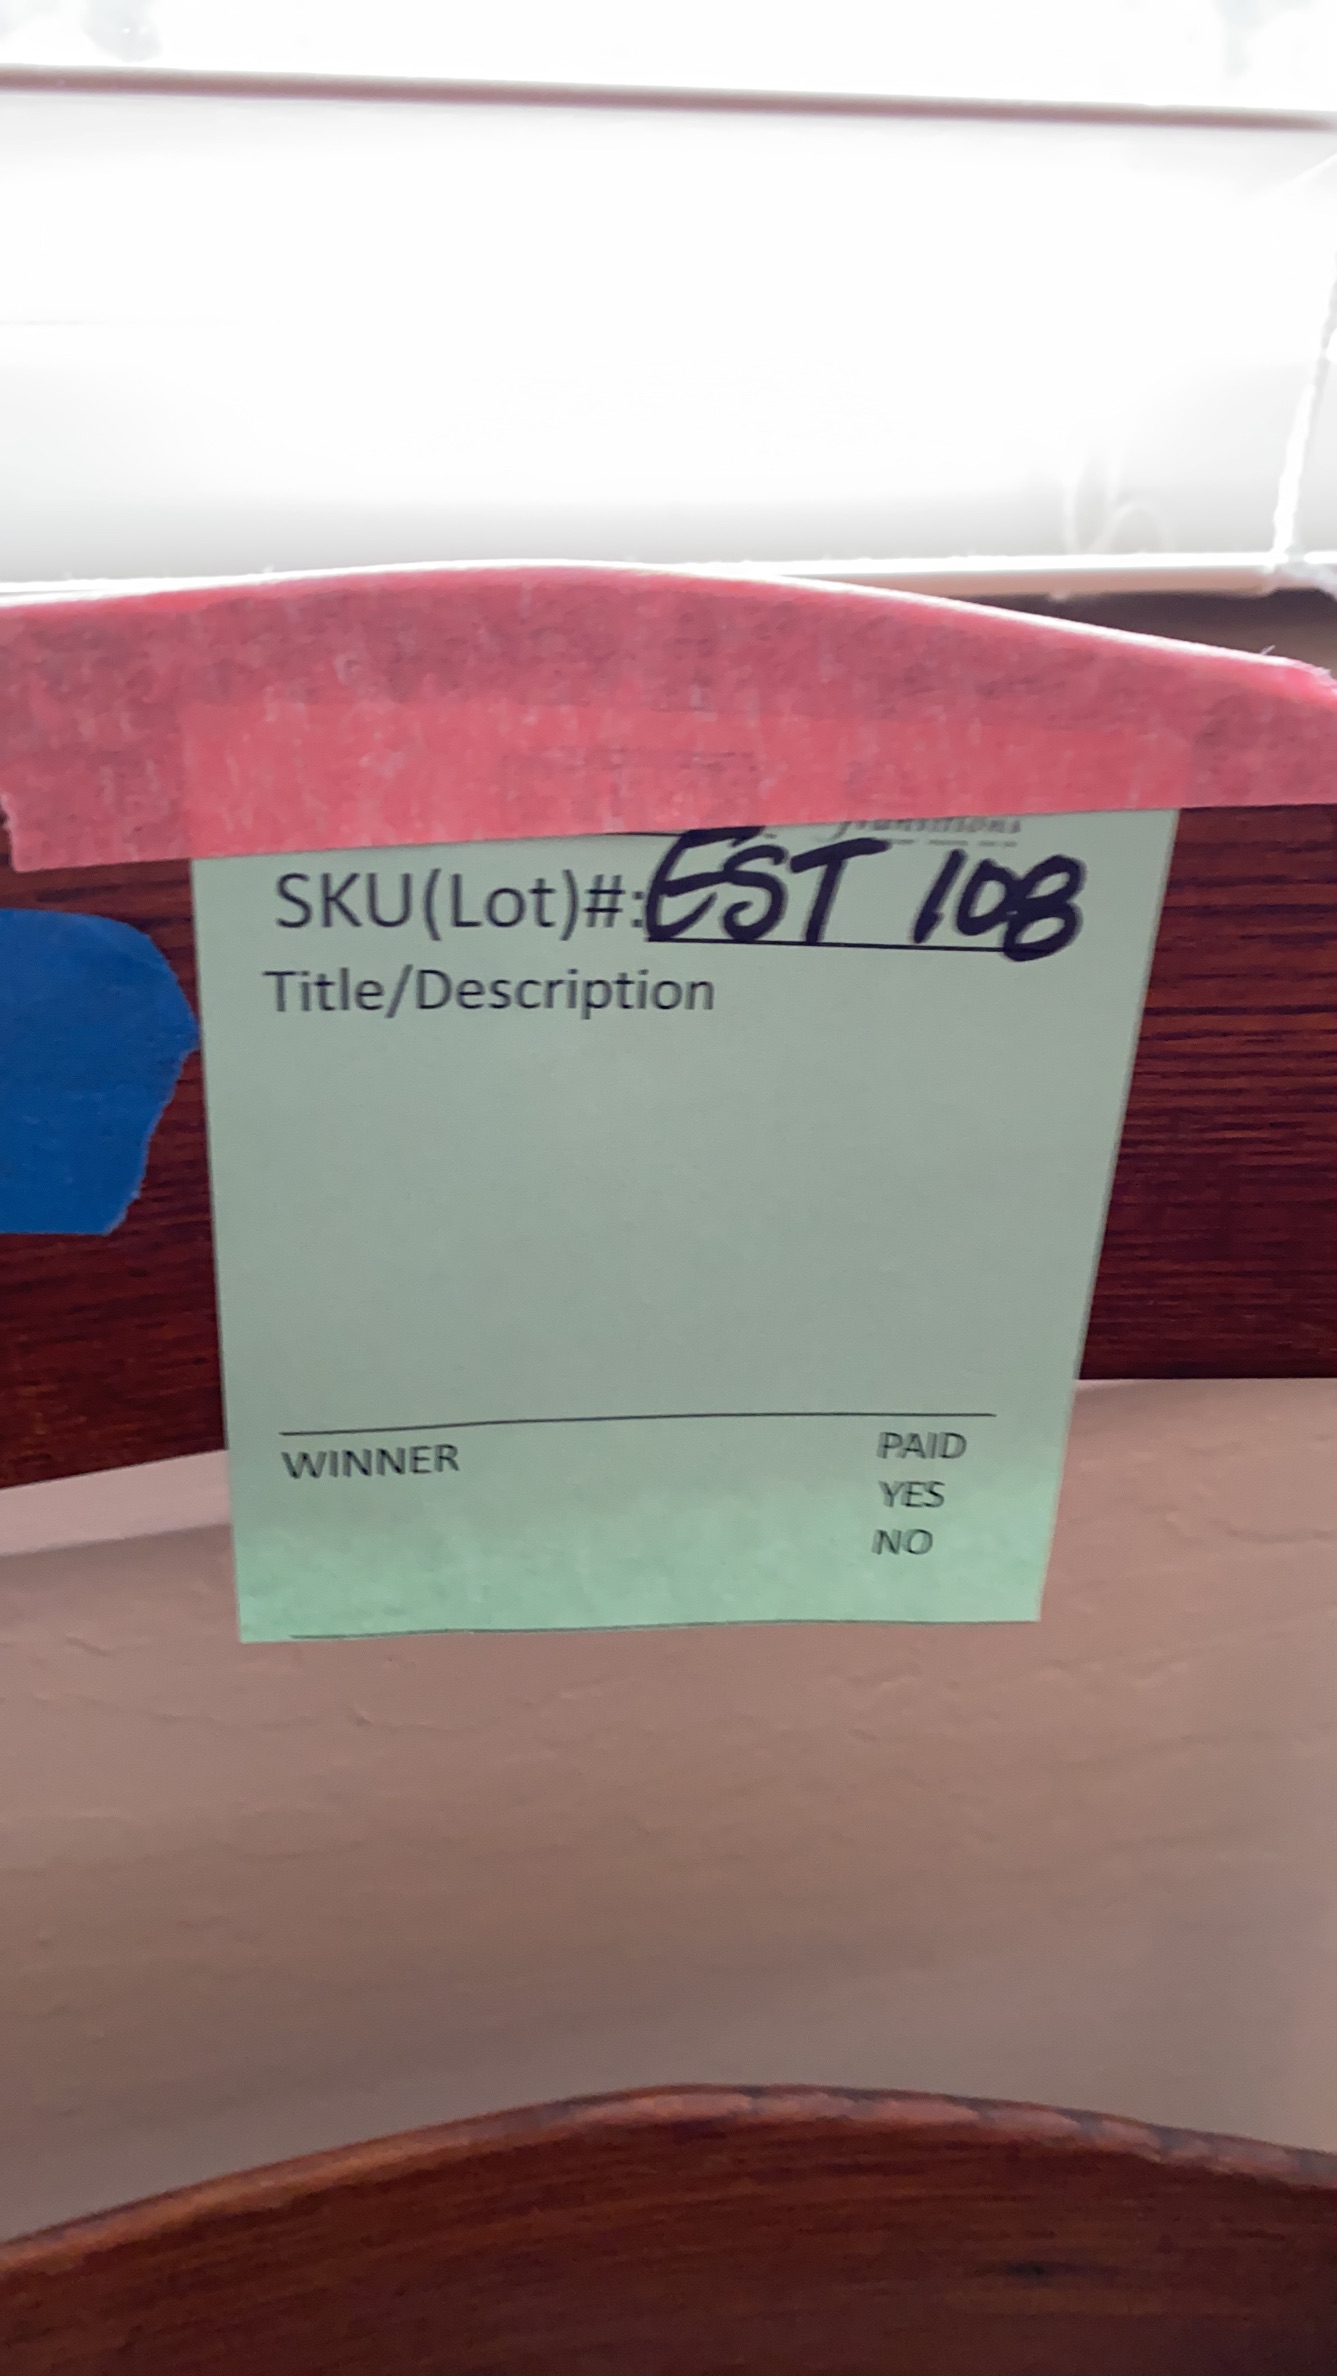 SKU(Lot)#: EST 108
Title/Description
WINNER
PAID
YES
NO